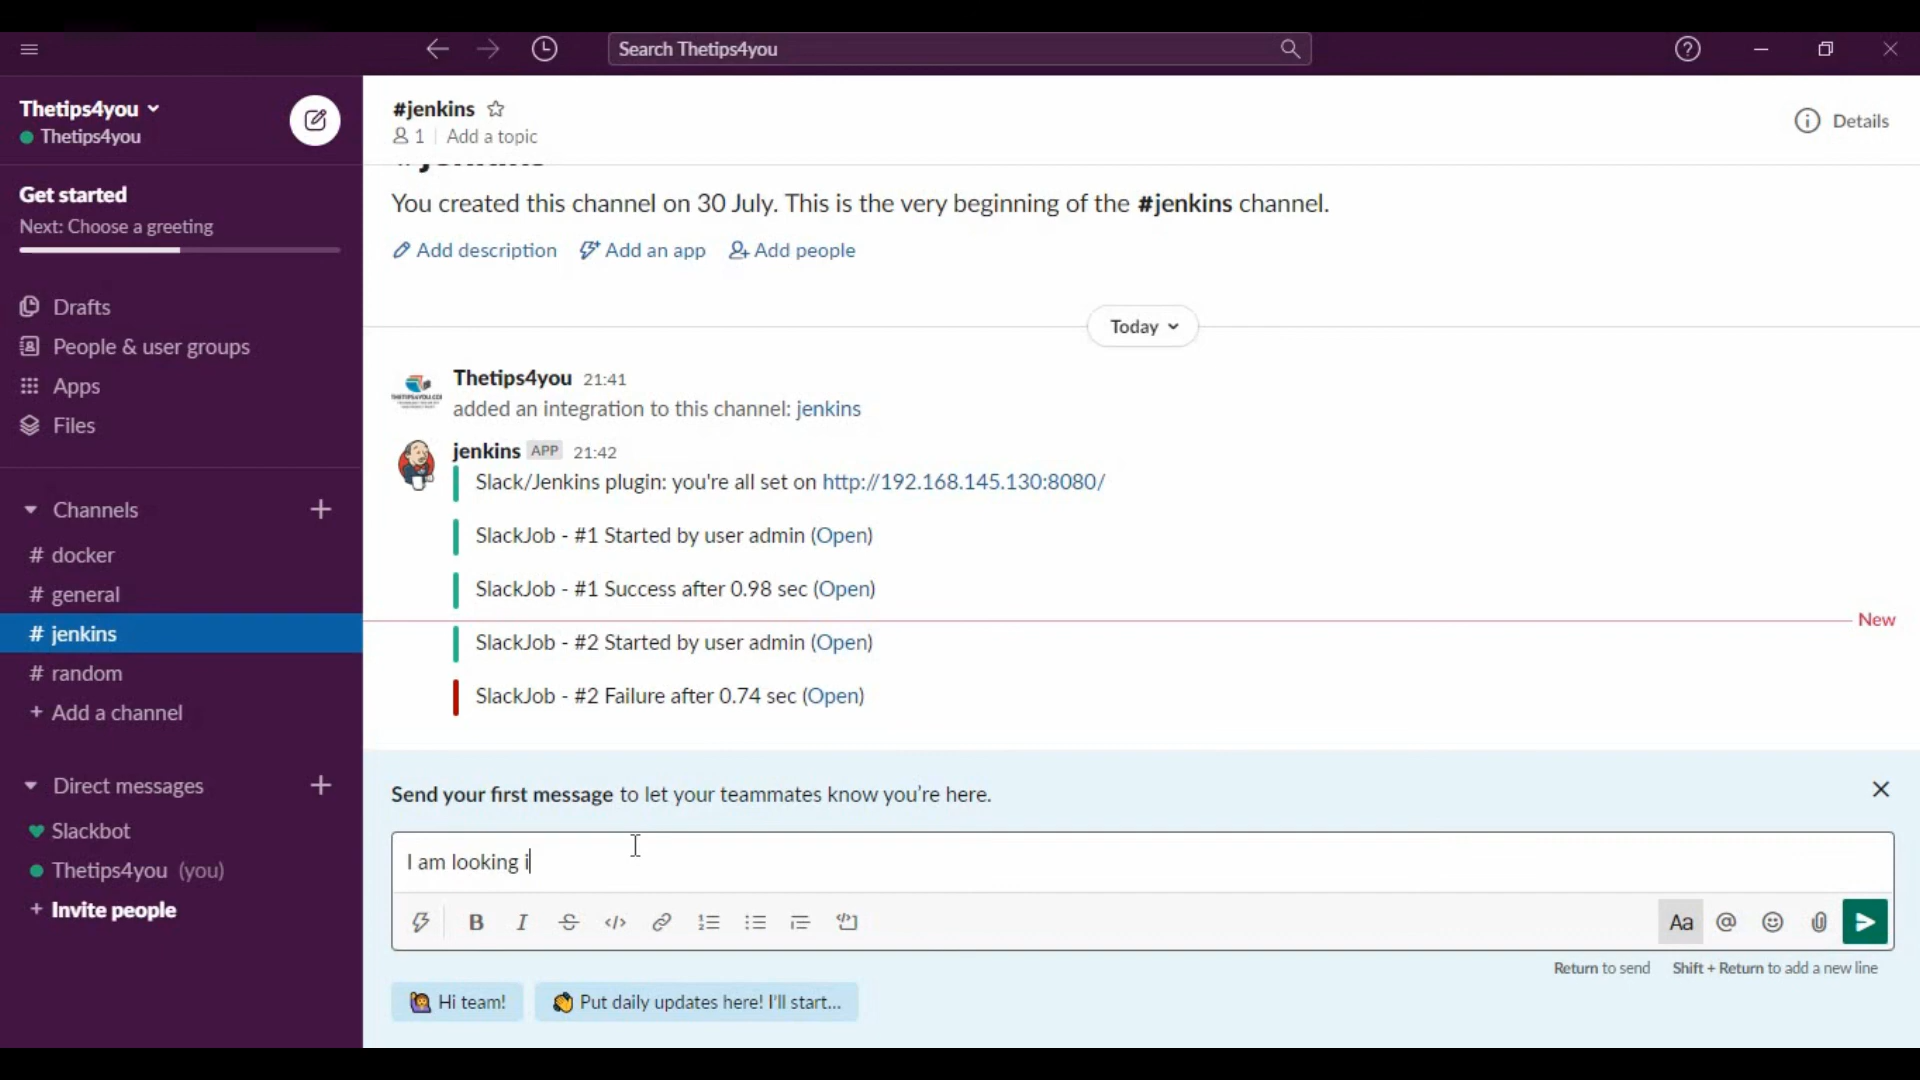 Search Thetips4you
Thetips4you
Thetips4you
Get started
Next: Choose a greeting
Drafts
People & user groups
Apps
Files
Channels
# docker
# general
# jenkins
# random
+ Add a channel
Direct messages
Slackbot
Thetips4you (you)
+ Invite people
#jenkins
1 | Add a topic
Details
You created this channel on 30 July. This is the very beginning of the #jenkins channel.
Add description Add an app Add people
Today
Thetips4you 21:41
added an integration to this channel: jenkins
jenkins APP 21:42
Slack/Jenkins plugin: you're all set on http://192.168.145.130:8080/
SlackJob - #1 Started by user admin (Open)
SlackJob - #1 Success after 0.98 sec (Open)
New
SlackJob - #2 Started by user admin (Open)
SlackJob - #2 Failure after 0.74 sec (Open)
Send your first message to let your teammates know you're here.
I am looking i
B I S </> Aa @
Return to send Shift + Return to add a new line
Hi team! Put daily updates here! I'll start...